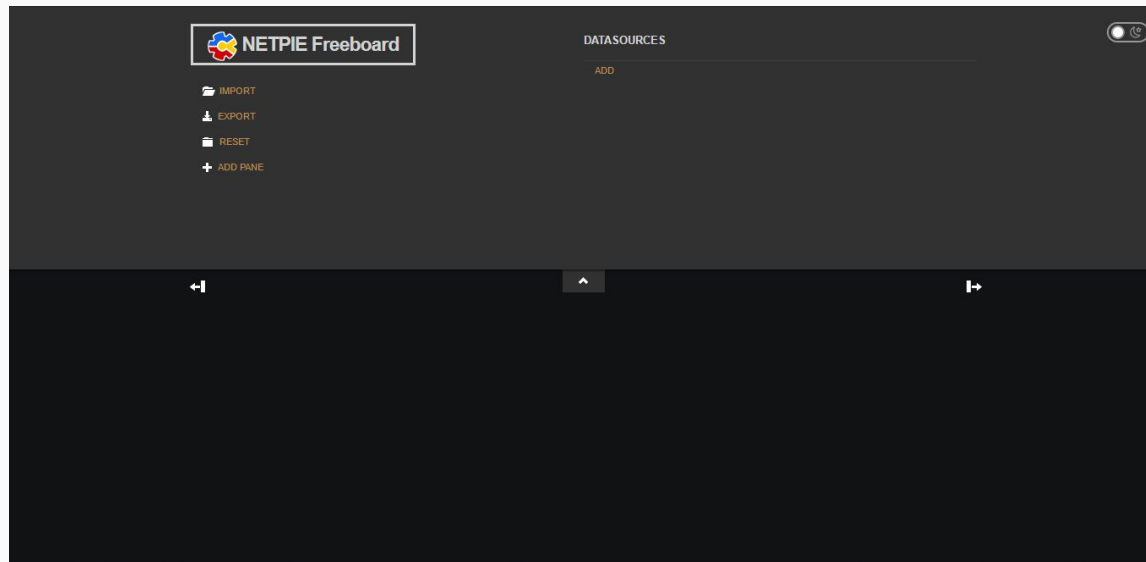 NETPIE Freeboard
IMPORT
EXPORT
RESET
ADD PANE
DATASOURCES
ADD